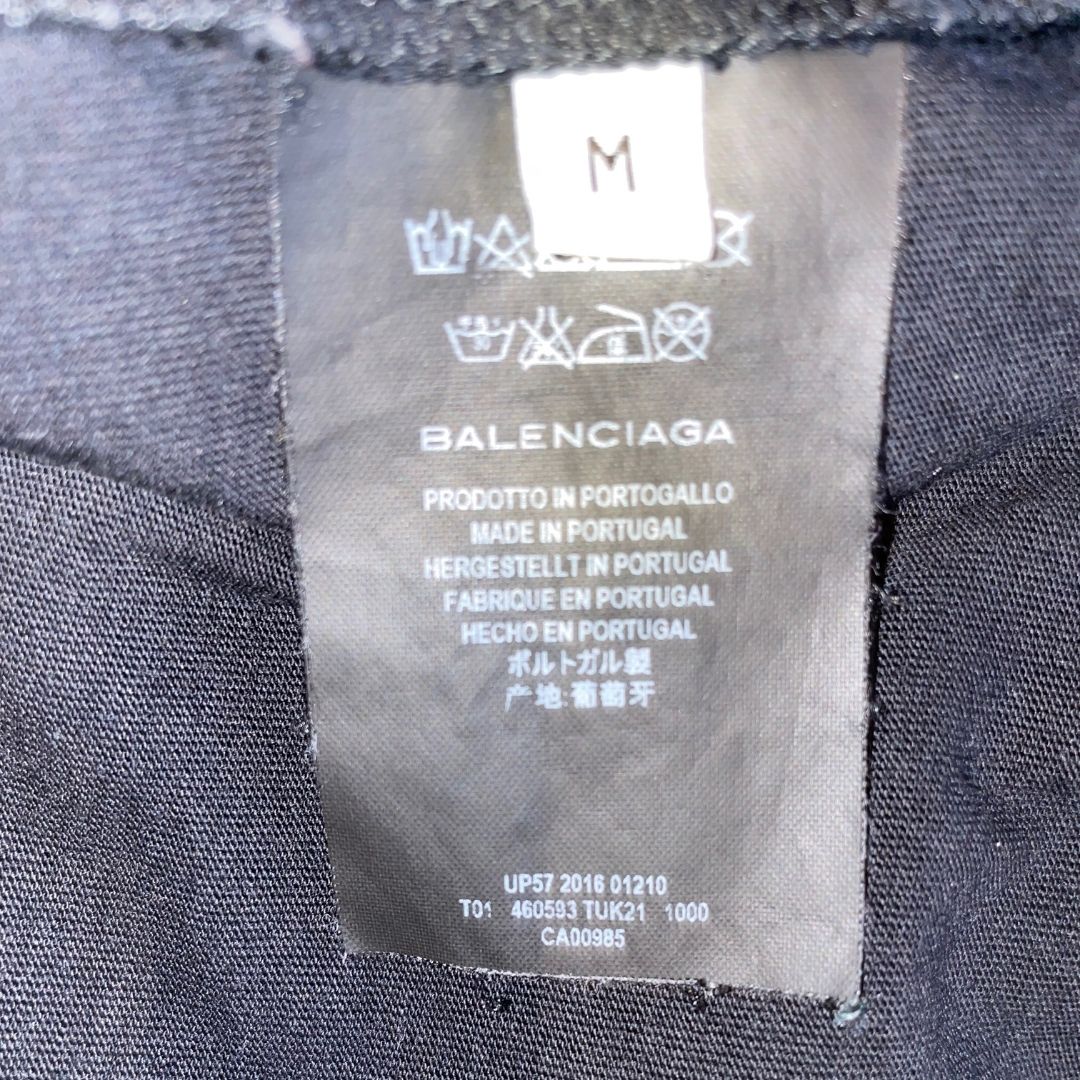 M
BALENCIAGA
PRODOTTO IN PORTOGALLO
MADE IN PORTUGAL
HERGESTELLT IN PORTUGAL
FABRIQUE EN PORTUGAL
HECHO EN PORTUGAL
ポルトガル製
产地:葡萄牙
UP57 2016 01210
T01 460593 TUK21 1000
CA00985